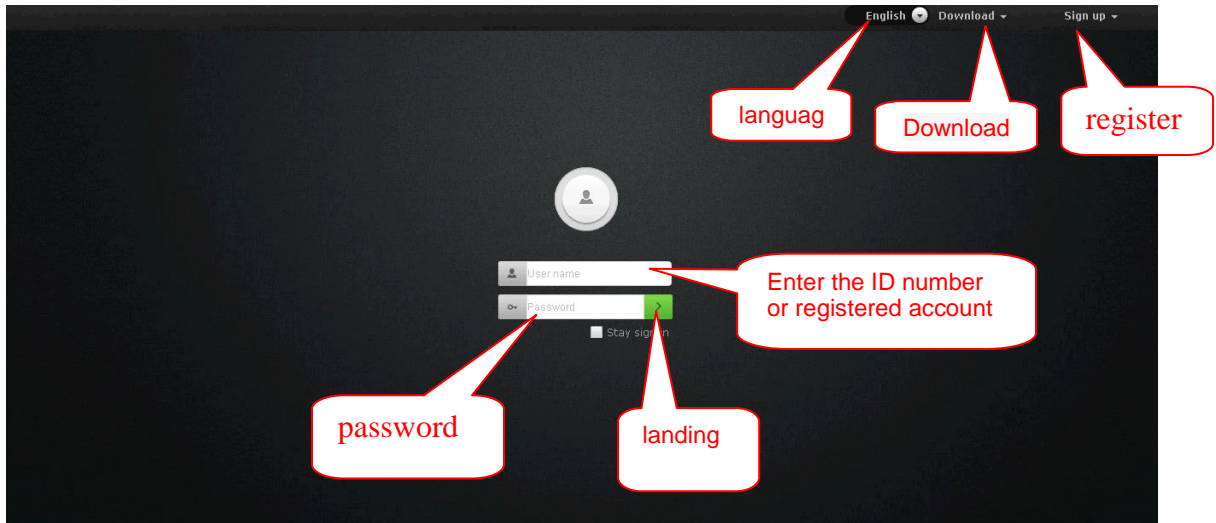 English Download Sign up
languag
Download
register
User name
Enter the ID number
or registered account
Password
Stay sign in
password
landing